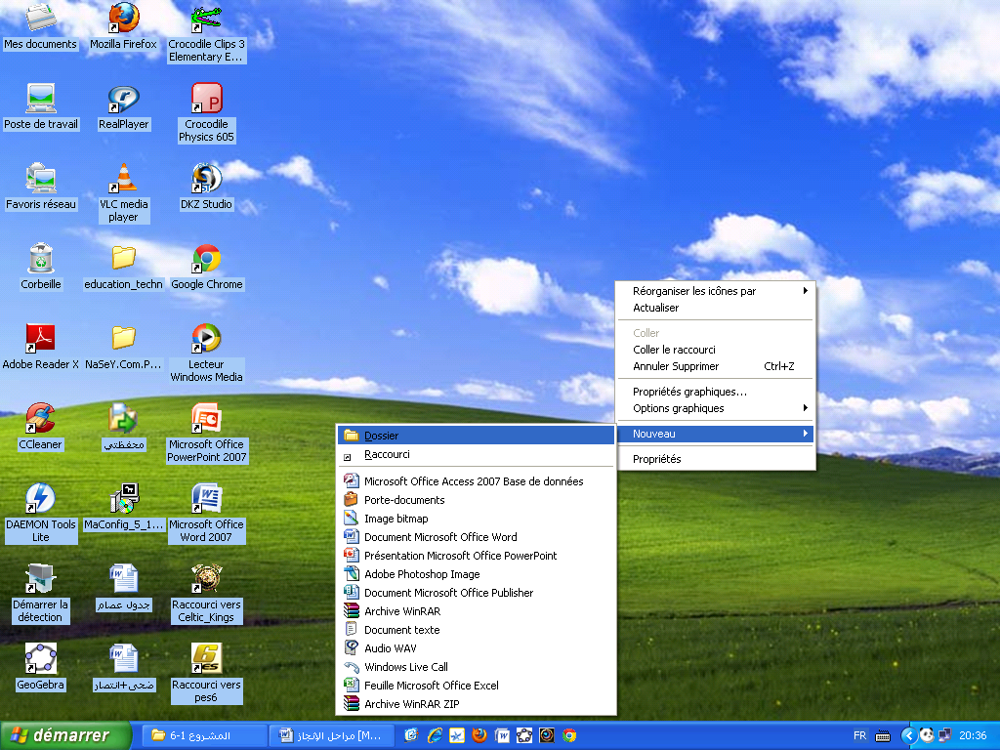 Mes documents
Mozilla Firefox
Crocodile Clips 3
Elementary E...
Poste de travail
RealPlayer
Crocodile
Physics 605
Favoris réseau
VLC media
player
DKZ Studio
Corbeille
education_techn
Google Chrome
Adobe Reader X
NaSeY.Com.P...
Lecteur
Windows Media
CCleaner
محفظتي
Microsoft Office
PowerPoint 2007
DAEMON Tools
Lite
MaConfig_5_1...
Microsoft Office
Word 2007
Démarrer la
détection
جدول عصام
Raccourci vers
Celtic_Kings
GeoGebra
ضحى+انتصار
Raccourci vers
pes6
Réorganiser les icônes par
Actualiser
Coller
Coller le raccourci
Annuler Supprimer Ctrl+Z
Propriétés graphiques...
Options graphiques
Nouveau
Propriétés
Dossier
Raccourci
Microsoft Office Access 2007 Base de données
Porte-documents
Image bitmap
Document Microsoft Office Word
Présentation Microsoft Office PowerPoint
Adobe Photoshop Image
Document Microsoft Office Publisher
Archive WinRAR
Document texte
Audio WAV
Windows Live Call
Feuille Microsoft Office Excel
Archive WinRAR ZIP
démarrer
المشروع 1-6
مراحل الإنجاز [M...
FR
20:36